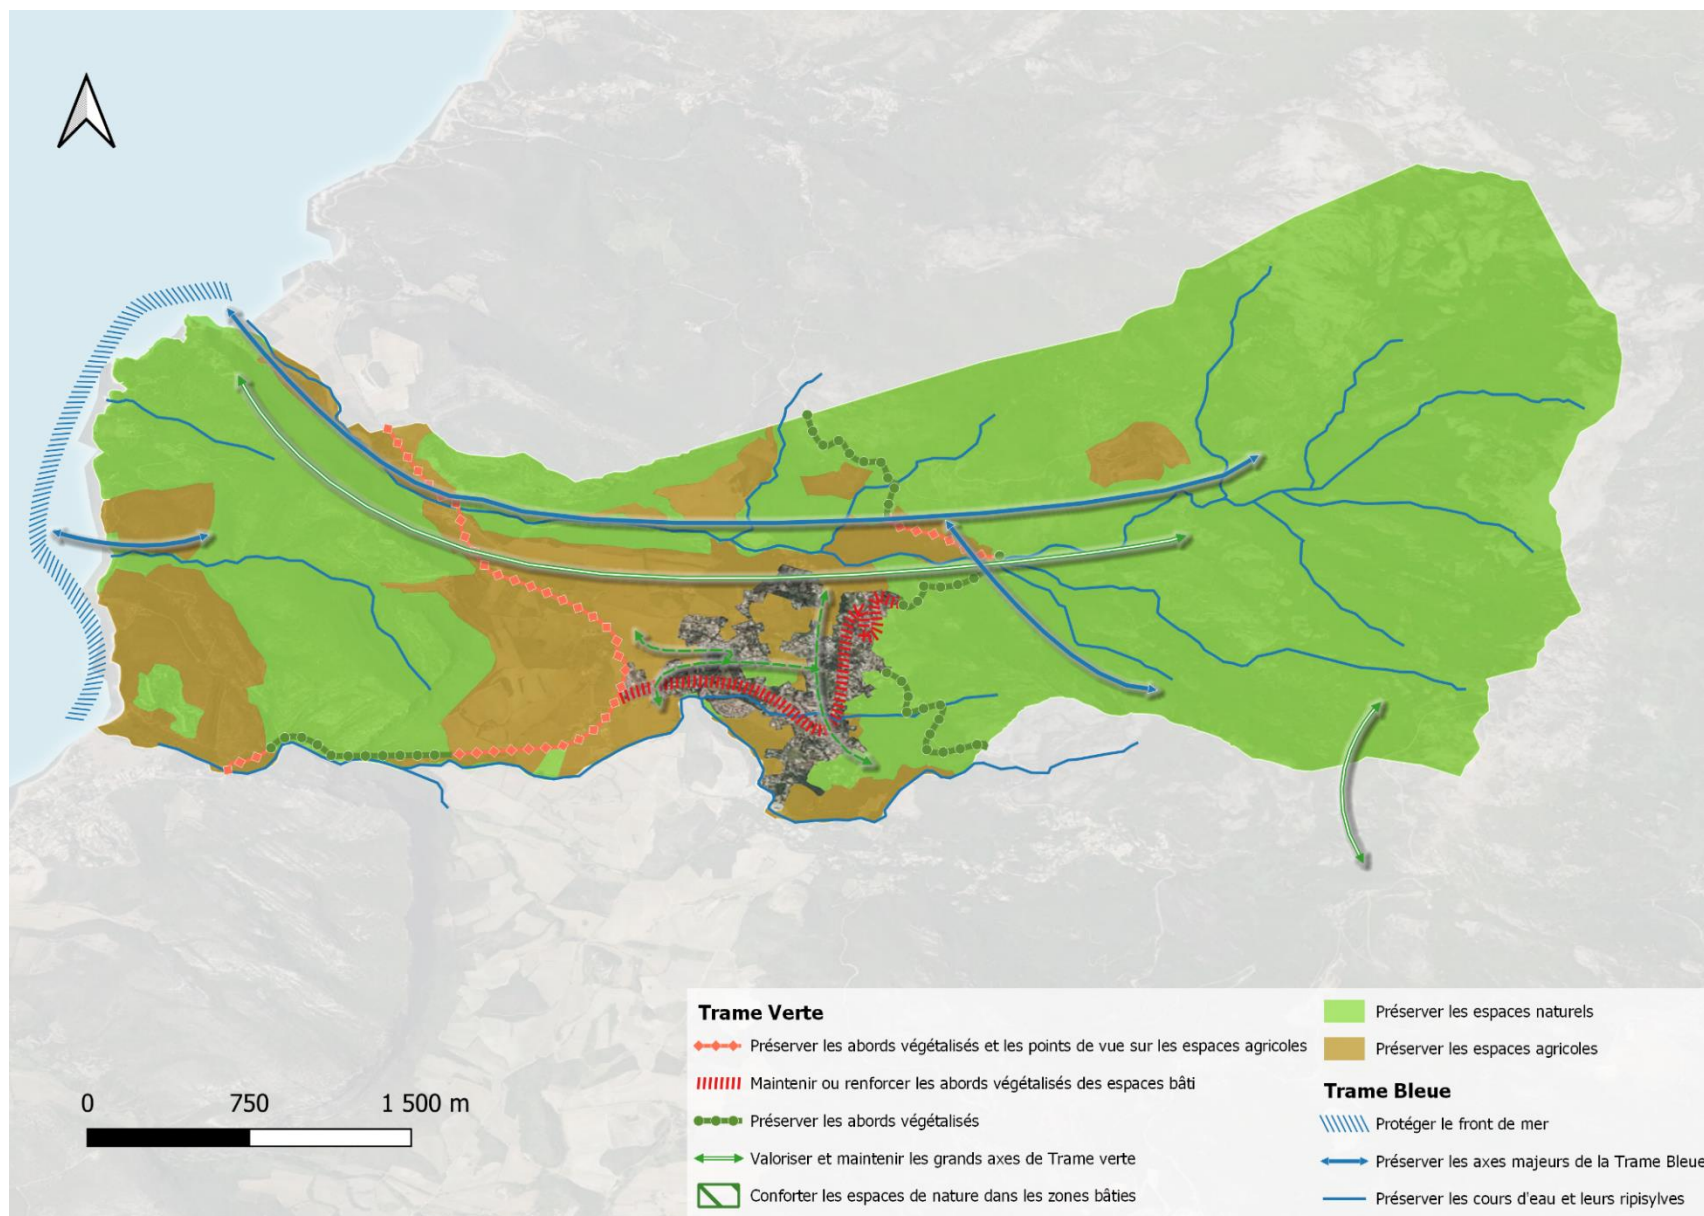 0 750 1 500 m
Trame Verte
Préserver les abords végétalisés et les points de vue sur les espaces agricoles
Maintenir ou renforcer les abords végétalisés des espaces bâti
Préserver les abords végétalisés
Valoriser et maintenir les grands axes de Trame verte
Conforter les espaces de nature dans les zones bâties
Préserver les espaces naturels
Préserver les espaces agricoles
Trame Bleue
Protéger le front de mer
Préserver les axes majeurs de la Trame Bleue
Préserver les cours d'eau et leurs ripisylves